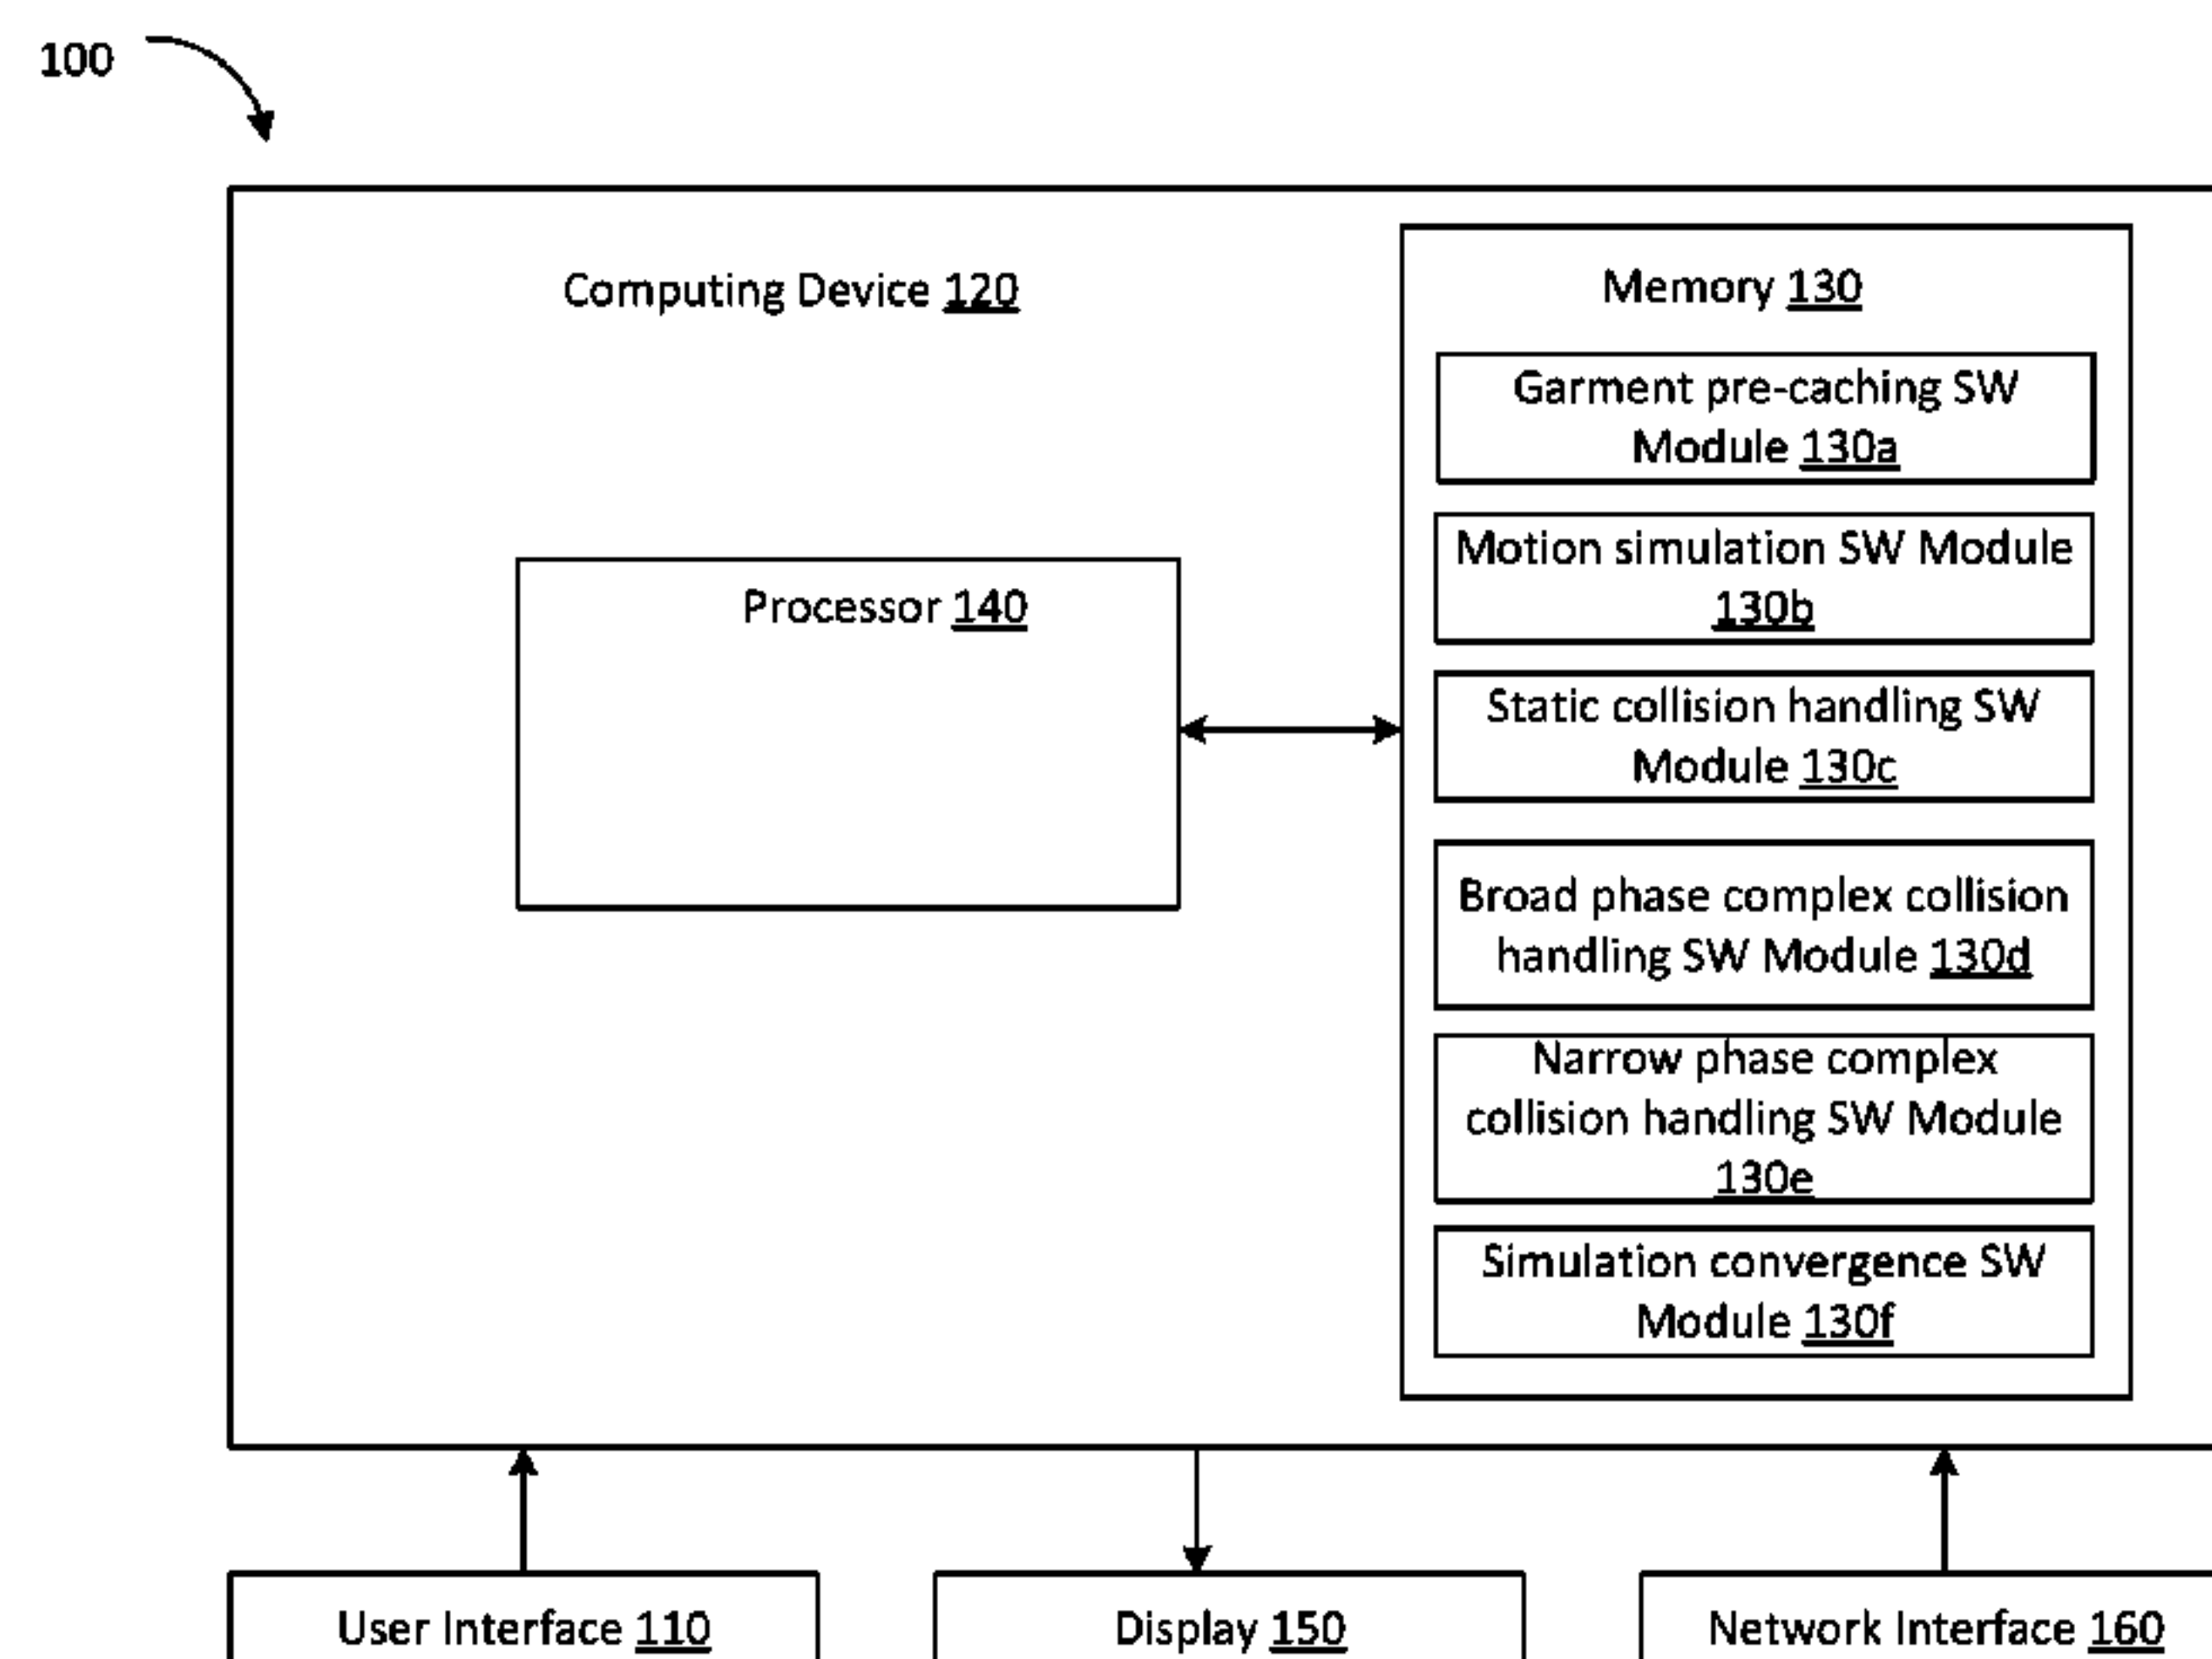 100
Computing Device 120
Memory 130
Garment pre-caching SW
Module 130a
Motion simulation SW Module
130b
Processor 140
Static collision handling SW
Module 130c
Broad phase complex collision
handling SW Module 130d
Narrow phase complex
collision handling SW Module
130e
Simulation convergence SW
Module 130f
User Interface 110
Display 150
Network Interface 160